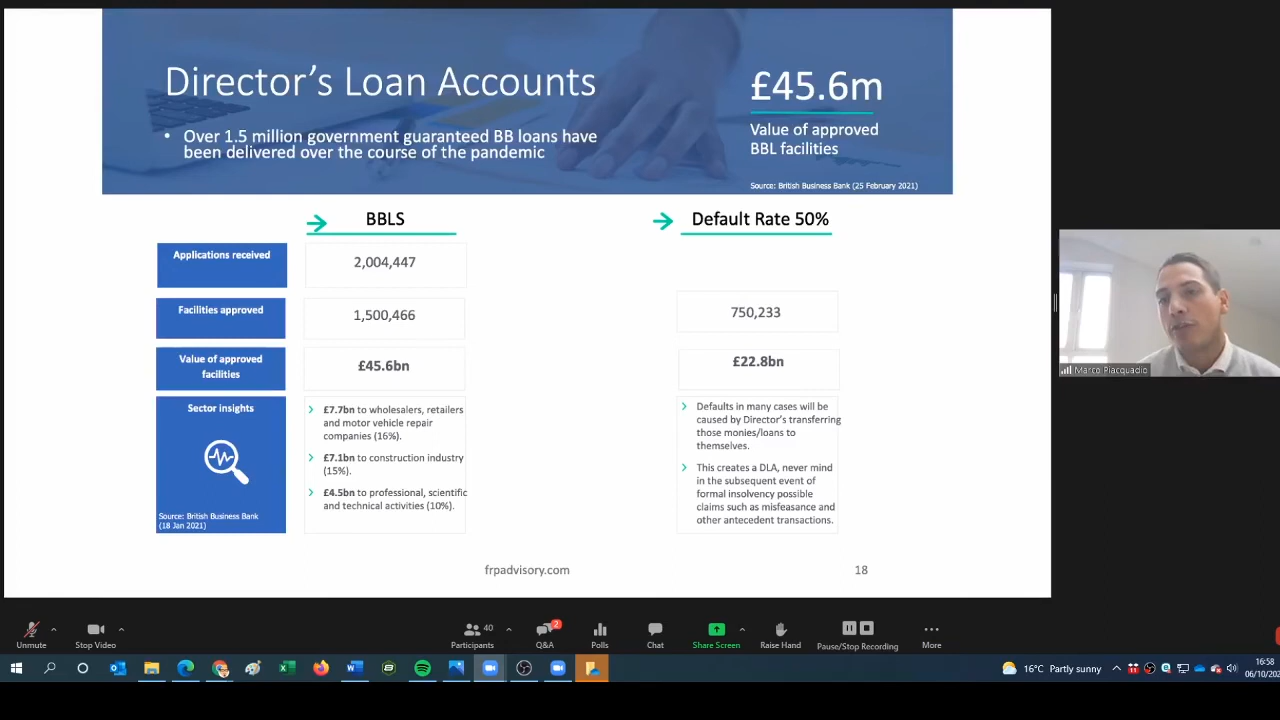 Director's Loan Accounts
• Over 1.5 million government guaranteed BB loans have
been delivered over the course of the pandemic
£45.6m
Value of approved
BBL facilities
Source: British Business Bank (25 February 2021)
BBLS
Default Rate 50%
Applications received
2,004,447
Facilities approved
1,500,466
750,233
Value of approved
facilities
£45.6bn
£22.8bn
Sector insights
Source: British Business Bank
(18 Jan 2021)
£7.7bn to wholesalers, retailers
and motor vehicle repair
companies (16%).
£7.1bn to construction industry
(15%).
£4.5bn to professional, scientific
and technical activities (10%).
Defaults in many cases will be
caused by Director's transferring
those monies/loans to
themselves.
This creates a DLA, never mind
in the subsequent event of
formal insolvency possible
claims such as misfeasance and
other antecedent transactions.
frpadvisory.com
18
Marco Piacquadio
Unmute
Stop Video
40
Participants
2
Q&A
Polls
Chat
Share Screen
Raise Hand
Pause/Stop Recording
More
16°C Partly sunny
16:58
06/10/202